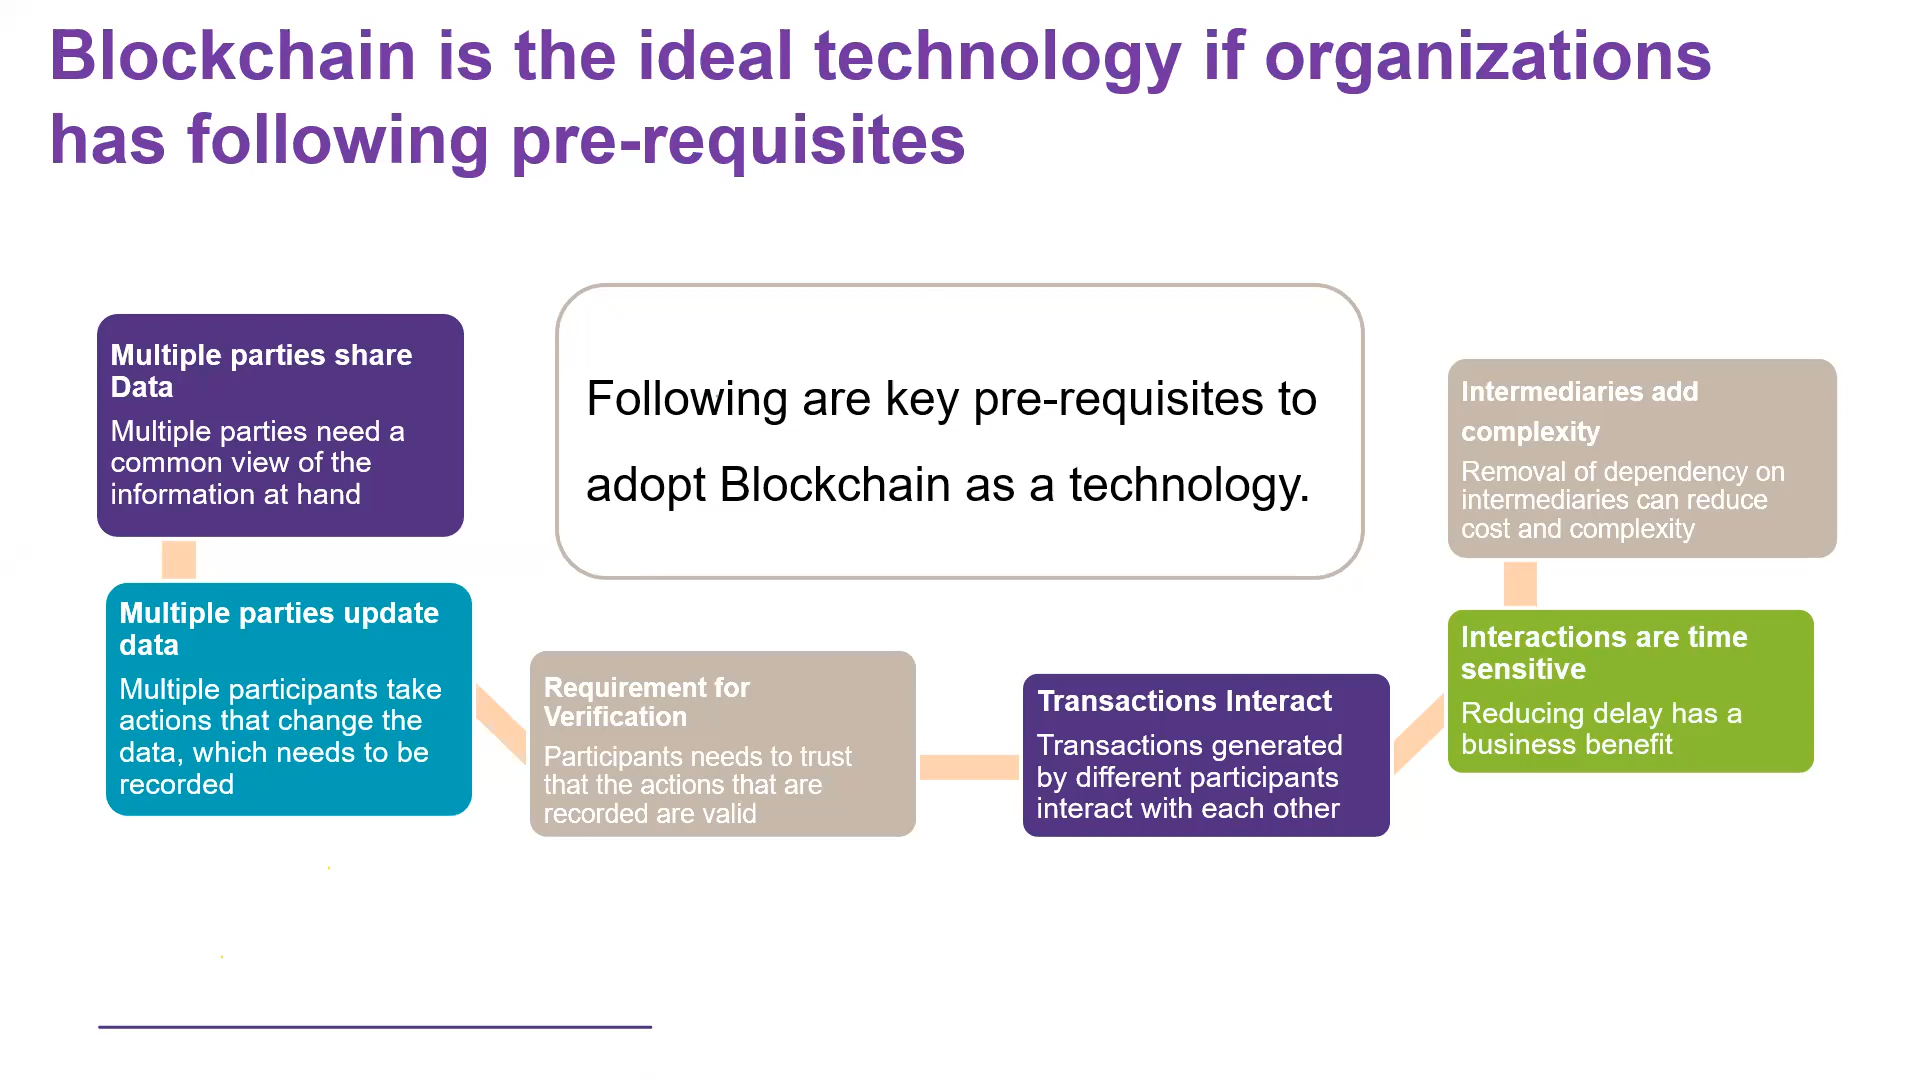 Blockchain is the ideal technology if organizations
has following pre-requisites
Multiple parties share
Data
Multiple parties need a
common view of the
information at hand
Following are key pre-requisites to
adopt Blockchain as a technology.
Intermediaries add
complexity
Removal of dependency on
intermediaries can reduce
cost and complexity
Multiple parties update
data
Multiple participants take
actions that change the
data, which needs to be
recorded
Requirement for
Verification
Participants needs to trust
that the actions that are
recorded are valid
Transactions Interact
Transactions generated
by different participants
interact with each other
Interactions are time
sensitive
Reducing delay has a
business benefit